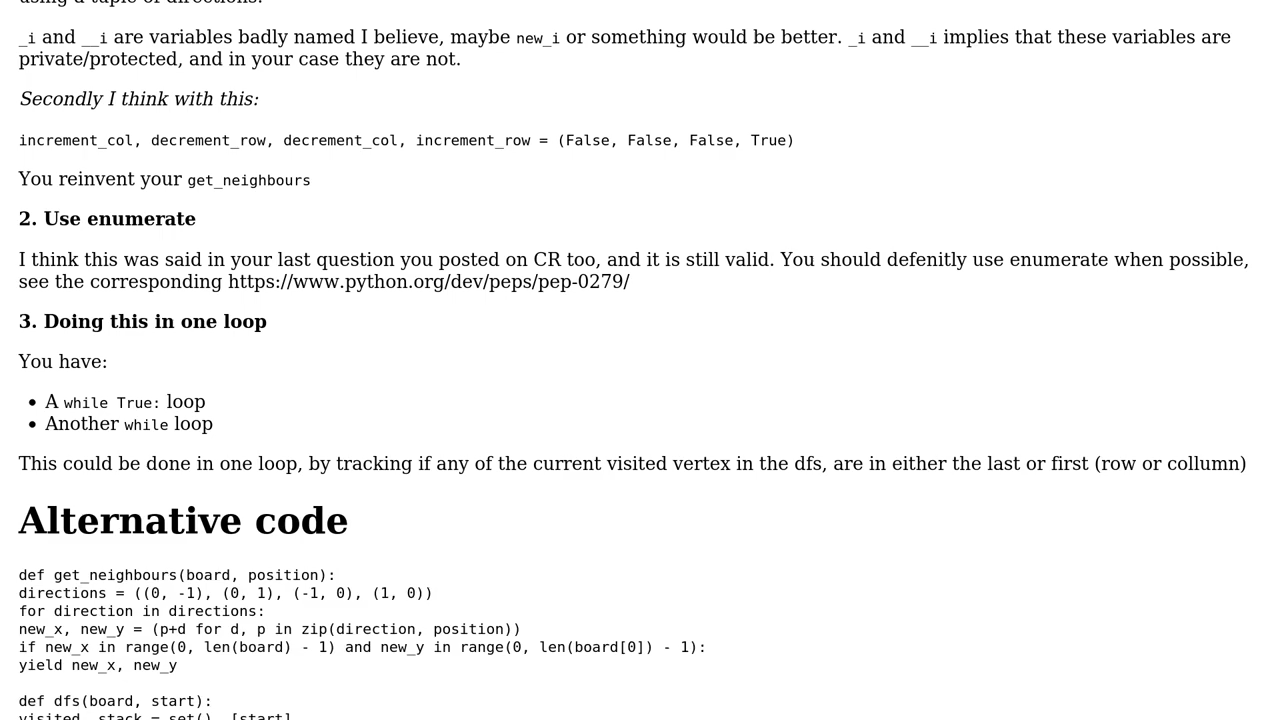 using a tuple of directions.
_i and __i are variables badly named I believe, maybe new_i or something would be better. _i and __i implies that these variables are
private/protected, and in your case they are not.
Secondly I think with this:
increment_col, decrement_row, decrement_col, increment_row = (False, False, False, True)
You reinvent your get_neighbours
2. Use enumerate
I think this was said in your last question you posted on CR too, and it is still valid. You should defenitly use enumerate when possible,
see the corresponding https://www.python.org/dev/peps/pep-0279/
3. Doing this in one loop
You have:
• A while True: loop
• Another while loop
This could be done in one loop, by tracking if any of the current visited vertex in the dfs, are in either the last or first (row or collumn)
Alternative code
def get_neighbours(board, position):
directions = ((0, -1), (0, 1), (-1, 0), (1, 0))
for direction in directions:
new_x, new_y = (p+d for d, p in zip(direction, position))
if new_x in range(0, len(board) - 1) and new_y in range(0, len(board[0]) - 1):
yield new_x, new_y
def dfs(board, start):
visited, stack = set(), [start]